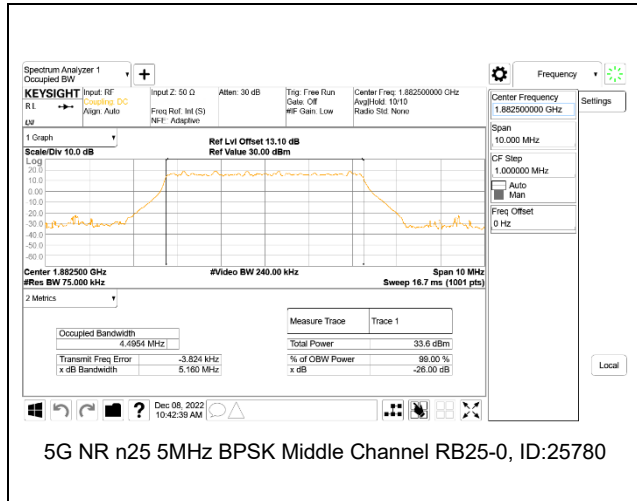 Spectrum Analyzer 1
Occupied BW
Frequency
KEYSIGHT
RL
Input: RF
Coupling: DC
Align: Auto
Input Z: 50 Ω
Freq Ref: Int (S)
NFE: Adaptive
Atten: 30 dB
Trig: Free Run
Gate: Off
#IF Gain: Low
Center Freq: 1.882500000 GHz
Avg|Hold: 10/10
Radio Std: None
Center Frequency
1.882500000 GHz
Settings
Span
10.000 MHz
CF Step
1.000000 MHz
Auto
Man
Freq Offset
0 Hz
1 Graph
Scale/Div 10.0 dB
Ref Lvl Offset 13.10 dB
Ref Value 30.00 dBm
Log
20.0
10.0
0.00
-10.0
-20.0
-30.0
-40.0
-50.0
-60.0
Center 1.882500 GHz
#Video BW 240.00 kHz
Span 10 MHz
#Res BW 75.000 kHz
Sweep 16.7 ms (1001 pts)
2 Metrics
Occupied Bandwidth
4.4954 MHz
Transmit Freq Error -3.824 kHz
x dB Bandwidth 5.160 MHz
Measure Trace Trace 1
Total Power 33.6 dBm
% of OBW Power 99.00 %
x dB -26.00 dB
Local
?
Dec 08, 2022
10:42:39 AM
5G NR n25 5MHz BPSK Middle Channel RB25-0, ID:25780